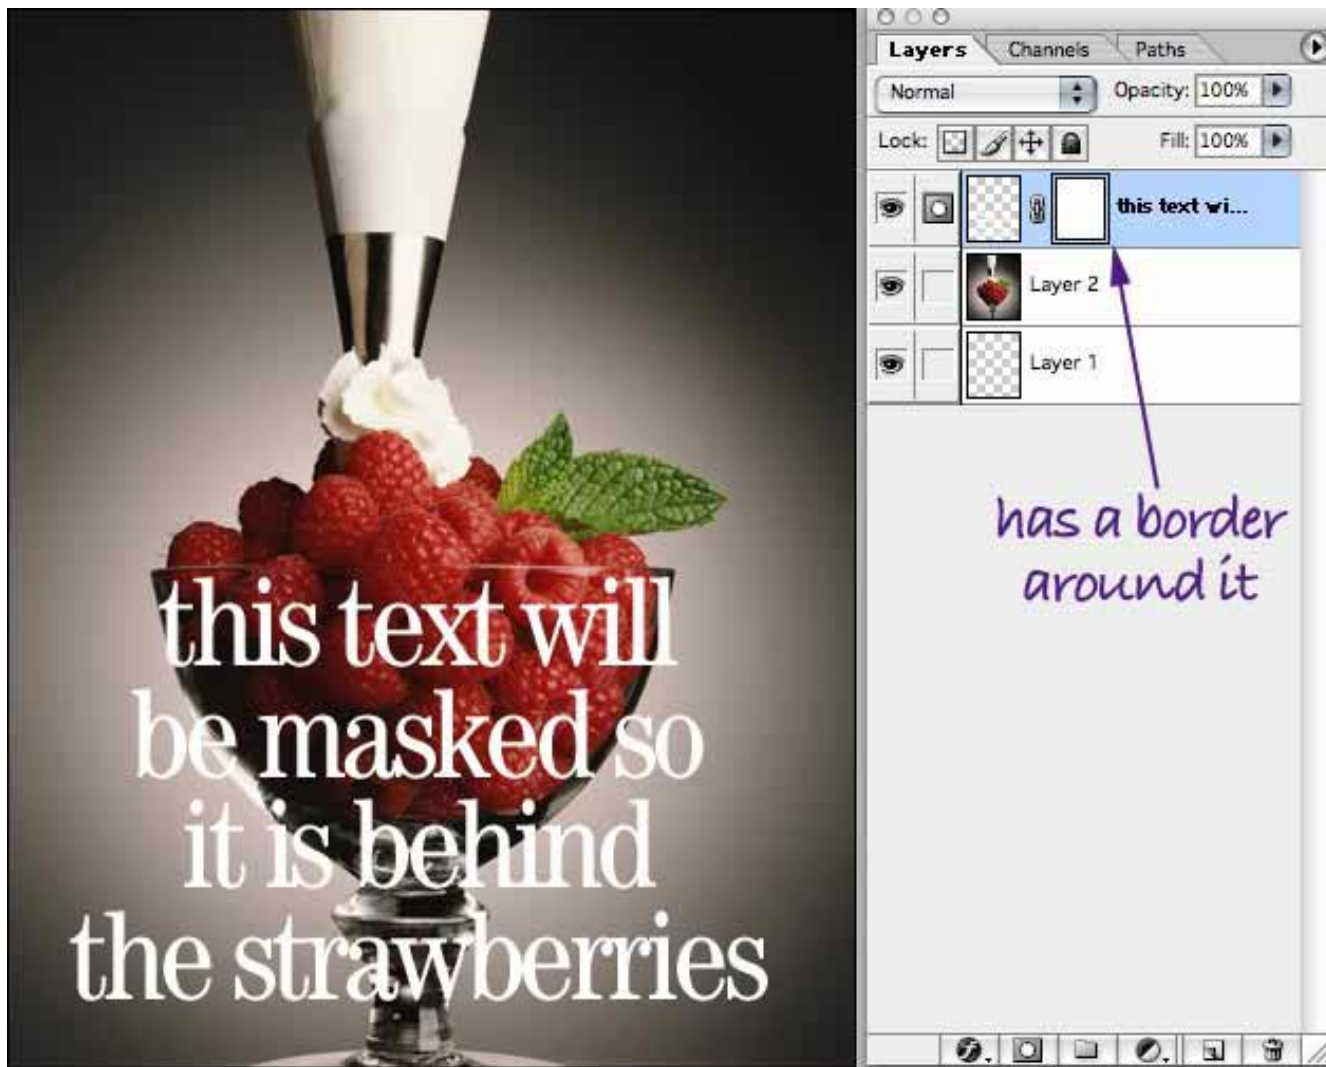 this text will
be masked so
it is behind
the strawberries
Layers Channels Paths
Normal Opacity: 100%
Lock: Fill: 100%
this text wi...
Layer 2
Layer 1
has a border
around it